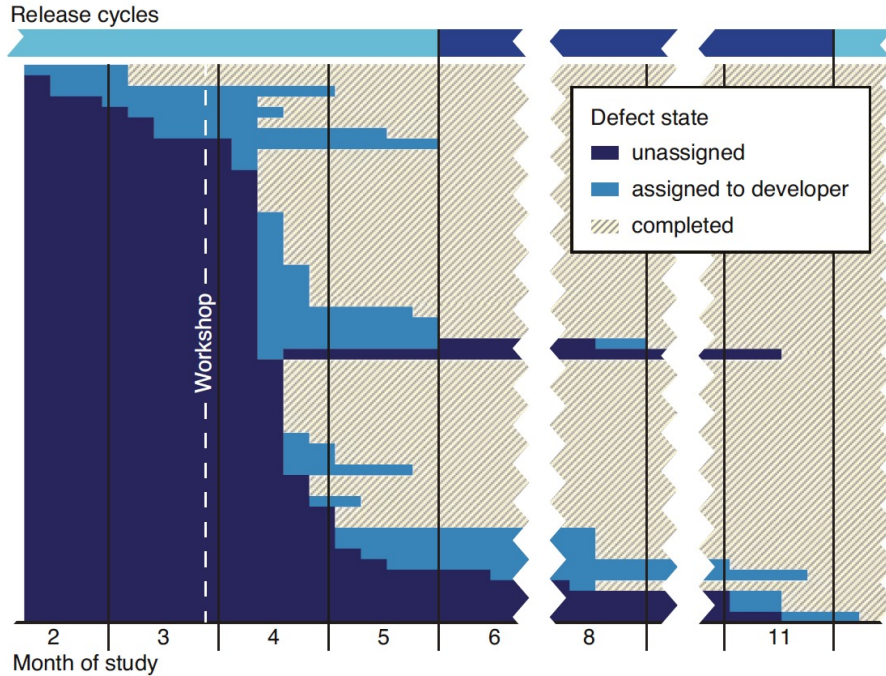 Release cycles
Defect state
unassigned
assigned to developer
completed
Workshop
2 3 4 5 6 8 11
Month of study